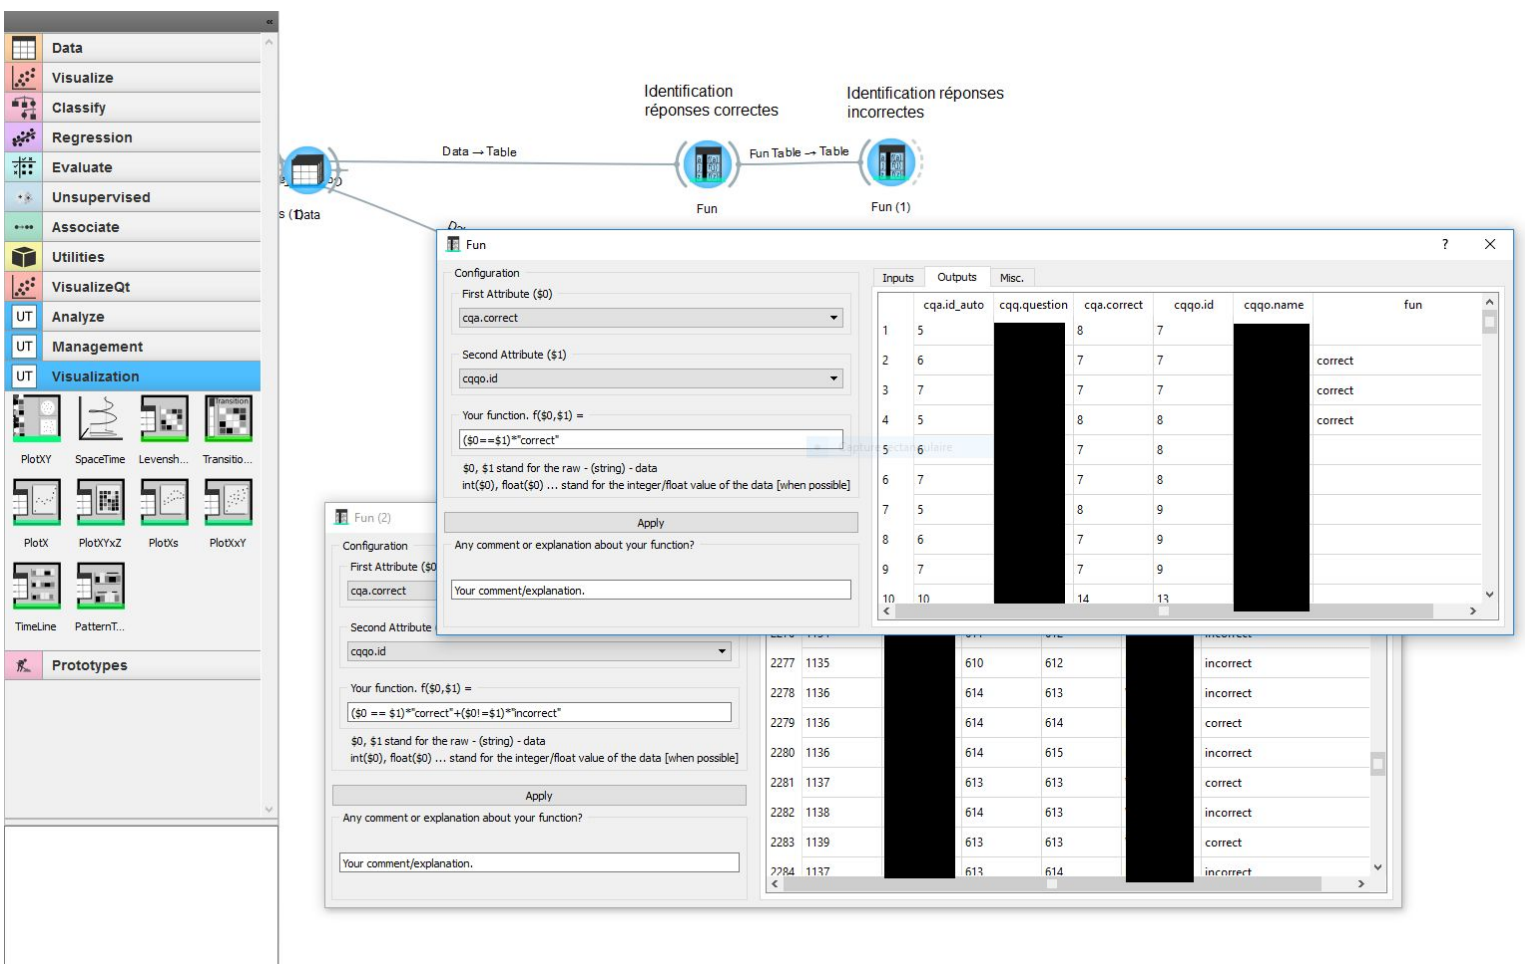 «
Data
Visualize
Classify
Regression
Evaluate
Unsupervised
Associate
Utilities
VisualizeQt
UT Analyze
UT Management
UT Visualization
PlotXY SpaceTime Levensh... Transitio...
PlotX PlotXYxZ PlotXs PlotXxY
TimeLine PatternT...
Prototypes
Identification
réponses correctes
Identification réponses
incorrectes
Data → Table
Fun Table → Table
Data
Fun
Fun (1)
Fun
? ×
Configuration
First Attribute ($0)
cqa.correct
Second Attribute ($1)
cqqo.id
Your function. f($0,$1) =
($0==$1)*"correct"
$0, $1 stand for the raw - (string) - data
int($0), float($0) ... stand for the integer/float value of the data [when possible]
Apply
Any comment or explanation about your function?
Your comment/explanation.
Inputs Outputs Misc.
cqa.id_auto cqq.question cqa.correct cqqo.id cqqo.name fun
1 5 8 7
2 6 7 7 correct
3 7 7 7 correct
4 5 8 8 correct
5 6 7 8
6 7 7 8
7 5 8 9
8 6 7 9
9 7 7 9
10 10 14 13
Capture rectangulaire
Fun (2)
Configuration
First Attribute ($0
cqa.correct
Second Attribute
cqqo.id
Your function. f($0,$1) =
($0 == $1)*"correct"+($0!=$1)*"incorrect"
$0, $1 stand for the raw - (string) - data
int($0), float($0) ... stand for the integer/float value of the data [when possible]
Apply
Any comment or explanation about your function?
Your comment/explanation.
2277 1135 610 612 incorrect
2278 1136 614 613 incorrect
2279 1136 614 614 correct
2280 1136 614 615 incorrect
2281 1137 613 613 correct
2282 1138 614 613 incorrect
2283 1139 613 613 correct
2284 1137 613 614 incorrect